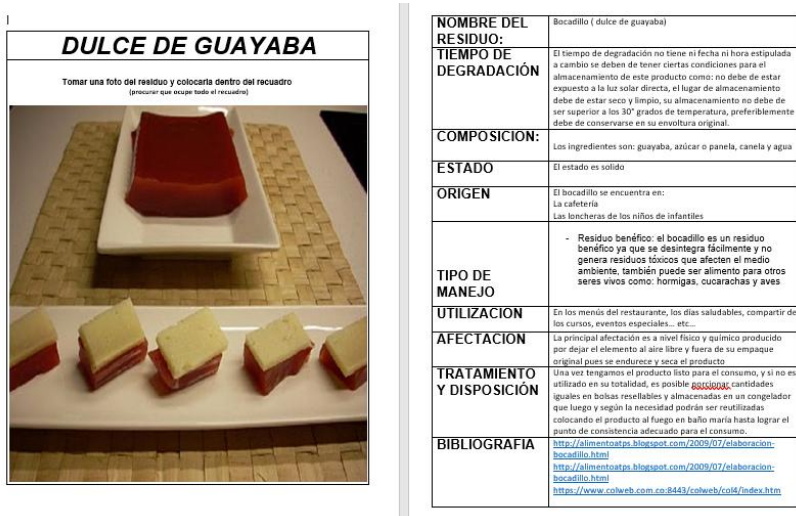 DULCE DE GUAYABA
Tomar una foto del residuo y colocarla dentro del recuadro
(procurar que ocupe todo el recuadro)
NOMBRE DEL RESIDUO:
Bocadillo ( dulce de guayaba)
TIEMPO DE DEGRADACIÓN
El tiempo de degradación no tiene ni fecha ni hora estipulada
a cambio se deben de tener ciertas condiciones para el
almacenamiento de este producto como: no debe de estar
expuesto a la luz solar directa, el lugar de almacenamiento
debe de estar seco y limpio, su almacenamiento no debe de
ser superior a los 30° grados de temperatura, preferiblemente
debe de conservarse en su envoltura original.
COMPOSICION:
Los ingredientes son: guayaba, azúcar o panela, canela y agua
ESTADO
El estado es solido
ORIGEN
El bocadillo se encuentra en:
La cafetería
Las loncheras de los niños de infantiles
TIPO DE
MANEJO
- Residuo benéfico: el bocadillo es un residuo
benéfico ya que se desintegra fácilmente y no
genera residuos tóxicos que afecten el medio
ambiente, también puede ser alimento para otros
seres vivos como: hormigas, cucarachas y aves
UTILIZACION
En los menús del restaurante, los días saludables, compartir de
los cursos, eventos especiales... etc...
AFECTACION
La principal afectación es a nivel físico y químico producido
por dejar el elemento al aire libre y fuera de su empaque
original pues se endurece y seca el producto
TRATAMIENTO
Y DISPOSICIÓN
Una vez tengamos el producto listo para el consumo, y si no es
utilizado en su totalidad, es posible porcionar cantidades
iguales en bolsas resellables y almacenadas en un congelador
que luego y según la necesidad podrán ser reutilizadas
colocando el producto al fuego en baño maría hasta lograr el
punto de consistencia adecuado para el consumo.
BIBLIOGRAFIA
http://alimentoatps.blogspot.com/2009/07/elaboracion-
bocadillo.html
http://alimentoatps.blogspot.com/2009/07/elaboracion-
bocadillo.html
https://www.colweb.com.co:8443/colweb/col4/index.htm